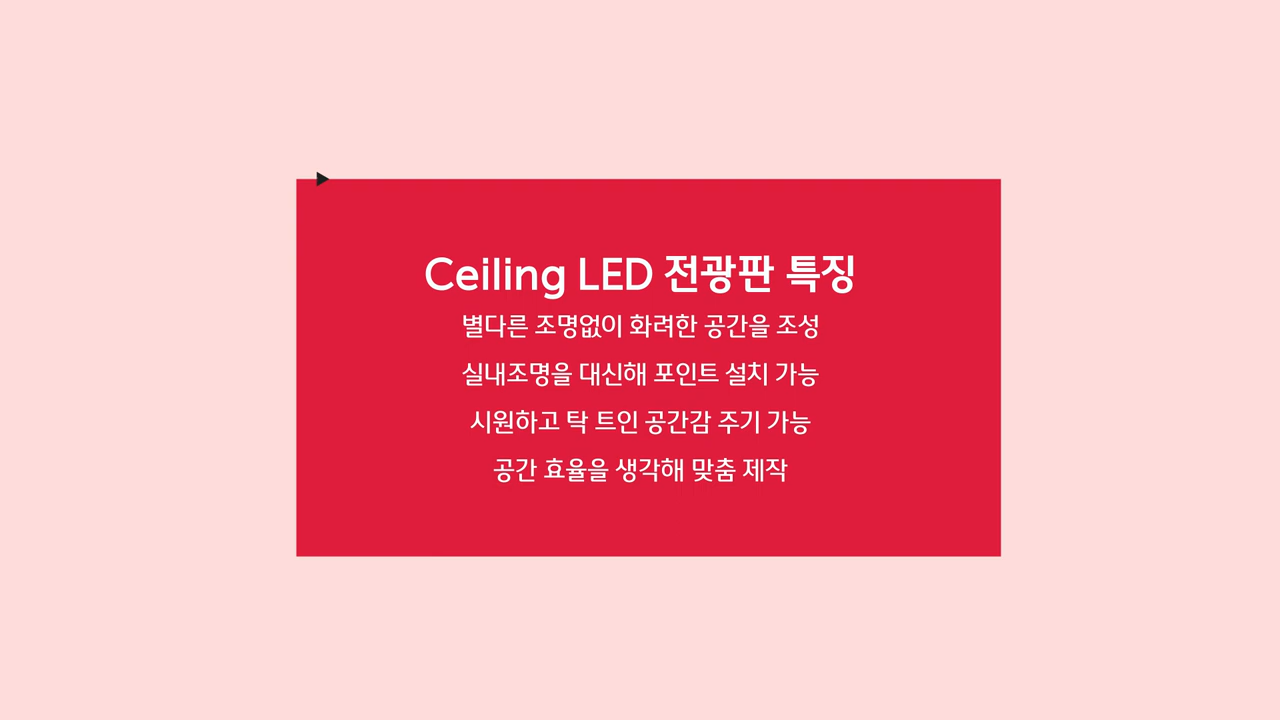 Ceiling LED 전광판 특징
별다른 조명없이 화려한 공간을 조성
실내조명을 대신해 포인트 설치 가능
시원하고 탁 트인 공간감 주기 가능
공간 효율을 생각해 맞춤 제작